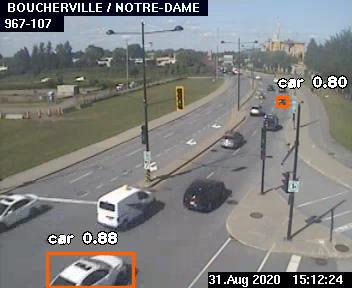 BOUCHERVILLE / NOTRE-DAME
967-107
car 0.80
car 0.88
31.Aug 2020 15:12:24